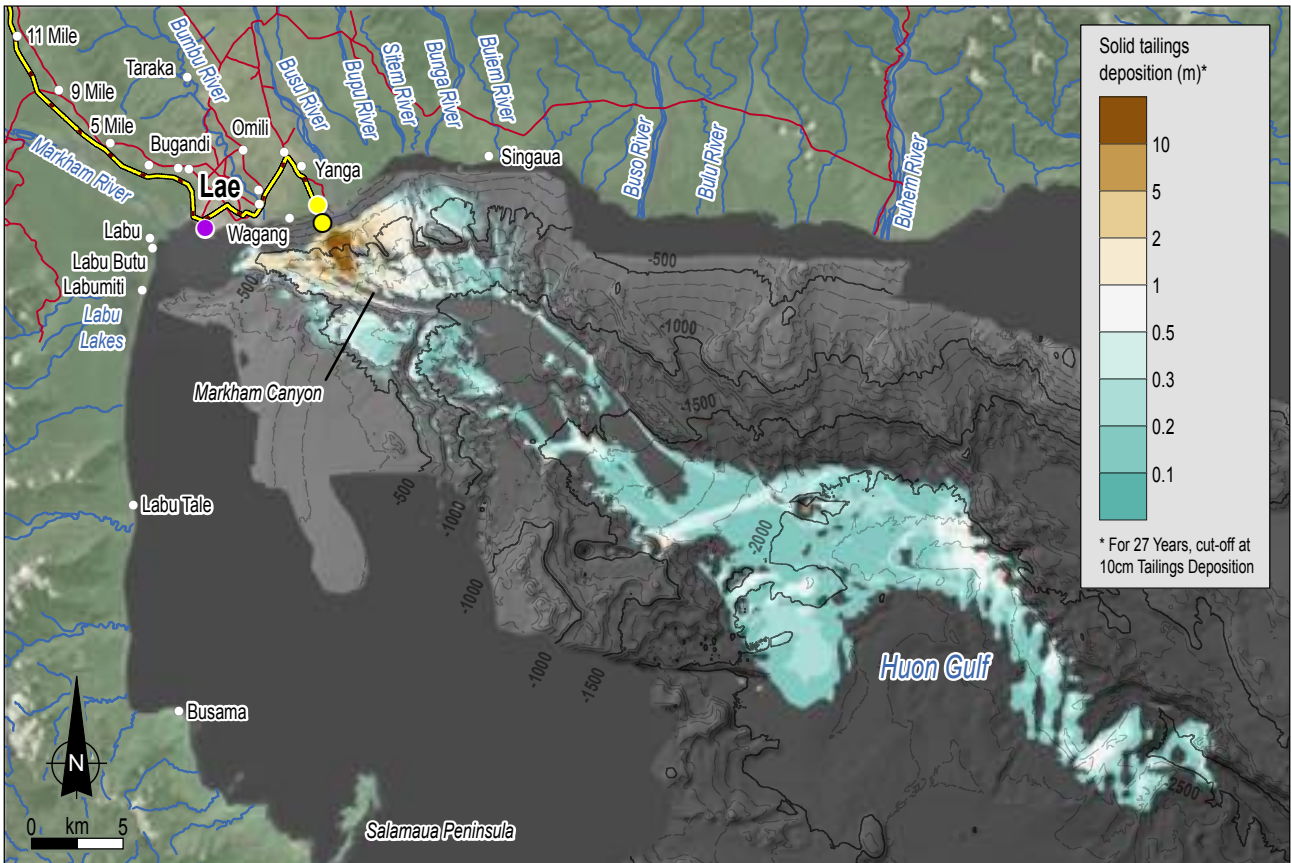 11 Mile
Bumbu River
Taraka
9 Mile
Busu River
Bupu River
Sitem River
Bunga River
Buiem River
5 Mile
Bugandi
Omili
Yanga
Singaua
Markham River
Lae
Buso River
Bulu River
Buhem River
Labu
Wagang
Labu Butu
Labumiti
Labu
Lakes
-500
-500
-1000
Markham Canyon
-1500
-500
-1000
Labu Tale
-2000
-1000
-1000
-1500
Huon Gulf
Busama
-2500
N
0 km 5
Salamaua Peninsula
Solid tailings
deposition (m)*
10
5
2
1
0.5
0.3
0.2
0.1
* For 27 Years, cut-off at
10cm Tailings Deposition